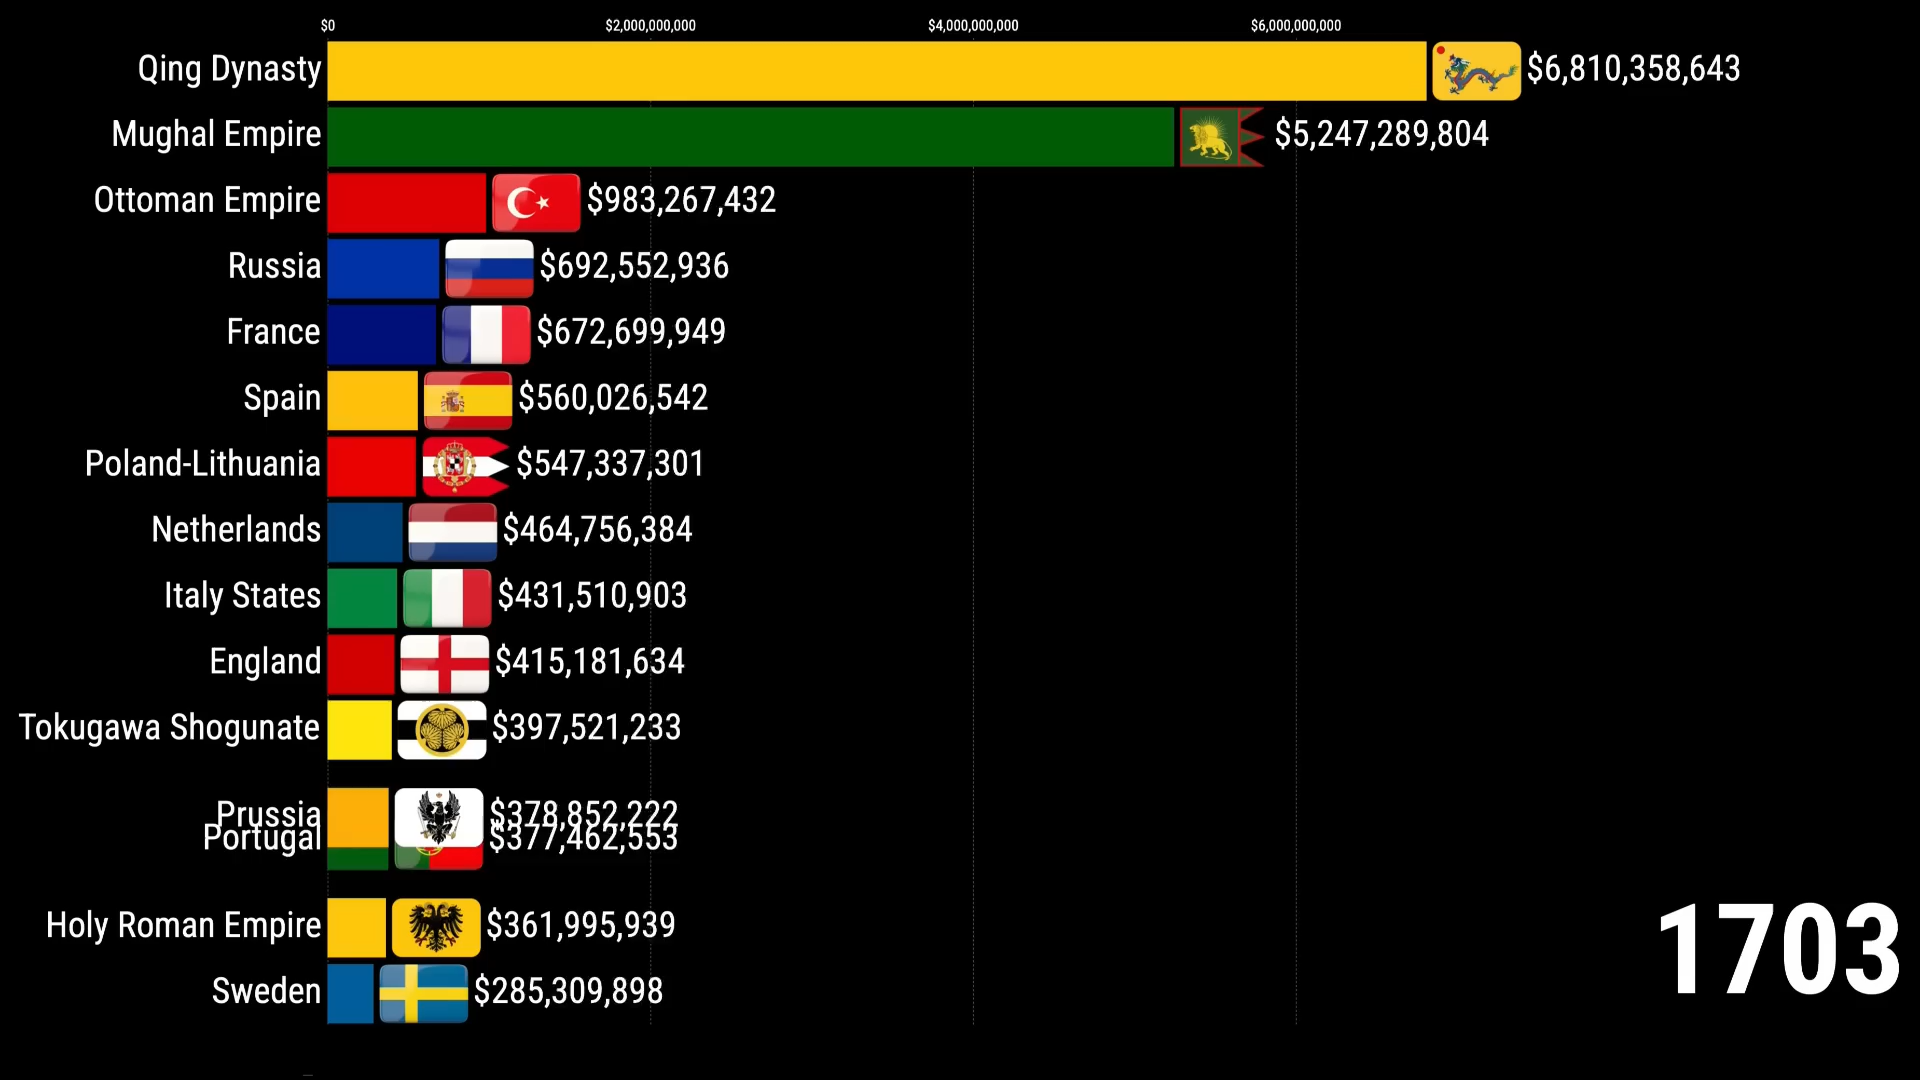 $0 $2,000,000,000 $4,000,000,000 $6,000,000,000
Qing Dynasty $6,810,358,643
Mughal Empire $5,247,289,804
Ottoman Empire $983,267,432
Russia $692,552,936
France $672,699,949
Spain $560,026,542
Poland-Lithuania $547,337,301
Netherlands $464,756,384
Italy States $431,510,903
England $415,181,634
Tokugawa Shogunate $397,521,233
Prussia $378,852,222
Portugal $377,462,553
Holy Roman Empire $361,995,939
Sweden $285,309,898
1703